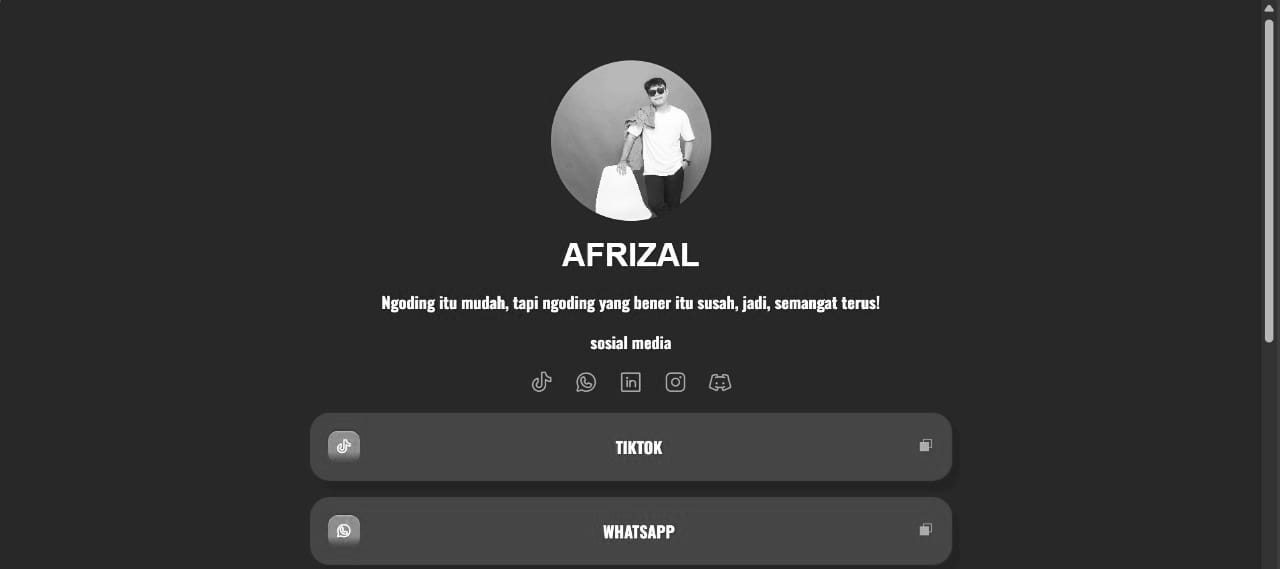 AFRIZAL
Ngoding itu mudah, tapi ngoding yang bener itu susah, jadi, semangat terus!
sosial media
TIKTOK
WHATSAPP